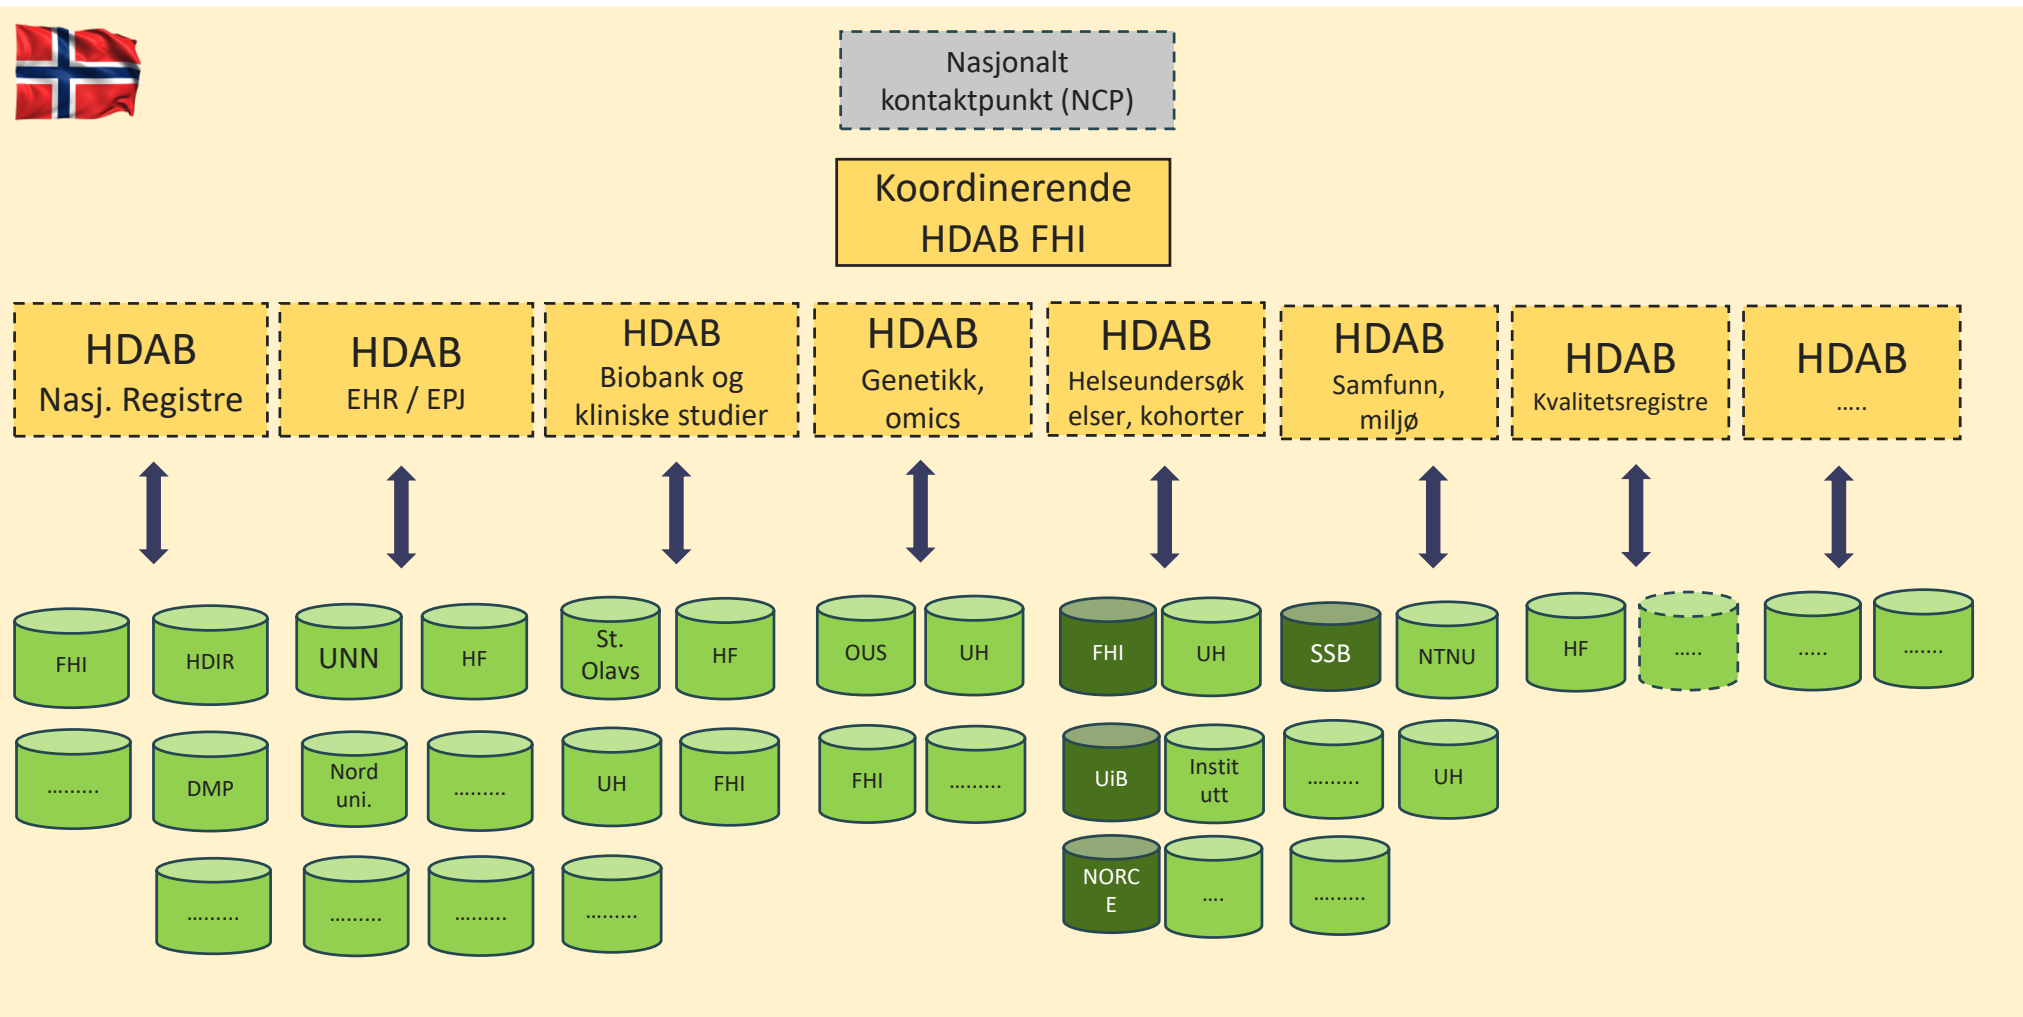 Nasjonalt
kontaktpunkt (NCP)
Koordinerende
HDAB FHI
HDAB
Nasj. Registre
HDAB
EHR / EPJ
HDAB
Biobank og
kliniske studier
HDAB
Genetikk,
omics
HDAB
Helseundersøk
elser, kohorter
HDAB
Samfunn,
miljø
HDAB
Kvalitetsregistre
HDAB
.....
FHI
HDIR
UNN
HF
St.
Olavs
HF
OUS
UH
FHI
UH
SSB
NTNU
HF
.....
.....
.......
.........
DMP
Nord
uni.
.........
UH
FHI
FHI
.........
UiB
Instit
utt
.........
UH
.........
.........
.........
.........
NORC
E
....
.........